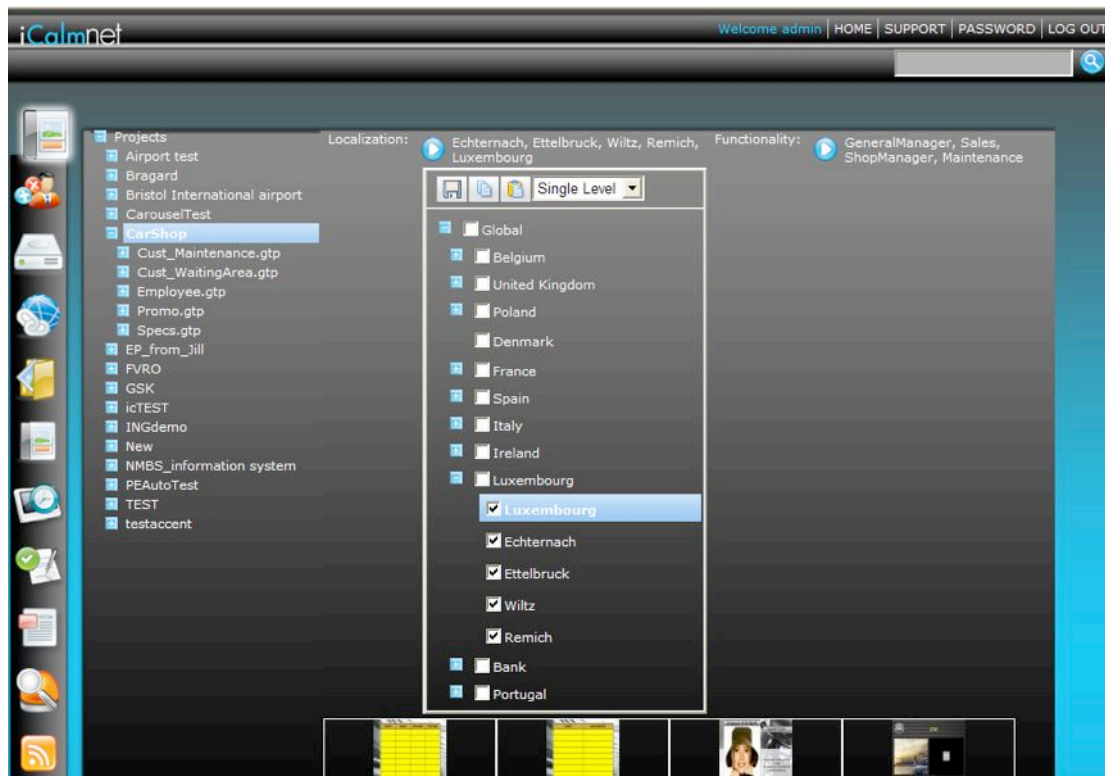 iCalmnet
Welcome admin | HOME | SUPPORT | PASSWORD | LOG OUT
Projects
Airport test
Bragard
Bristol International airport
CarouselTest
CarShop
Cust_Maintenance.gtp
Cust_WaitingArea.gtp
Employee.gtp
Promo.gtp
Specs.gtp
EP_from_Jill
FVRO
GSK
icTEST
INGdemo
New
NMBS_information system
PEAutoTest
TEST
testaccent
Localization:
Echternach, Ettelbruck, Wiltz, Remich,
Luxembourg
Functionality:
GeneralManager, Sales,
ShopManager, Maintenance
Single Level
Global
Belgium
United Kingdom
Poland
Denmark
France
Spain
Italy
Ireland
Luxembourg
Luxembourg
Echternach
Ettelbruck
Wiltz
Remich
Bank
Portugal